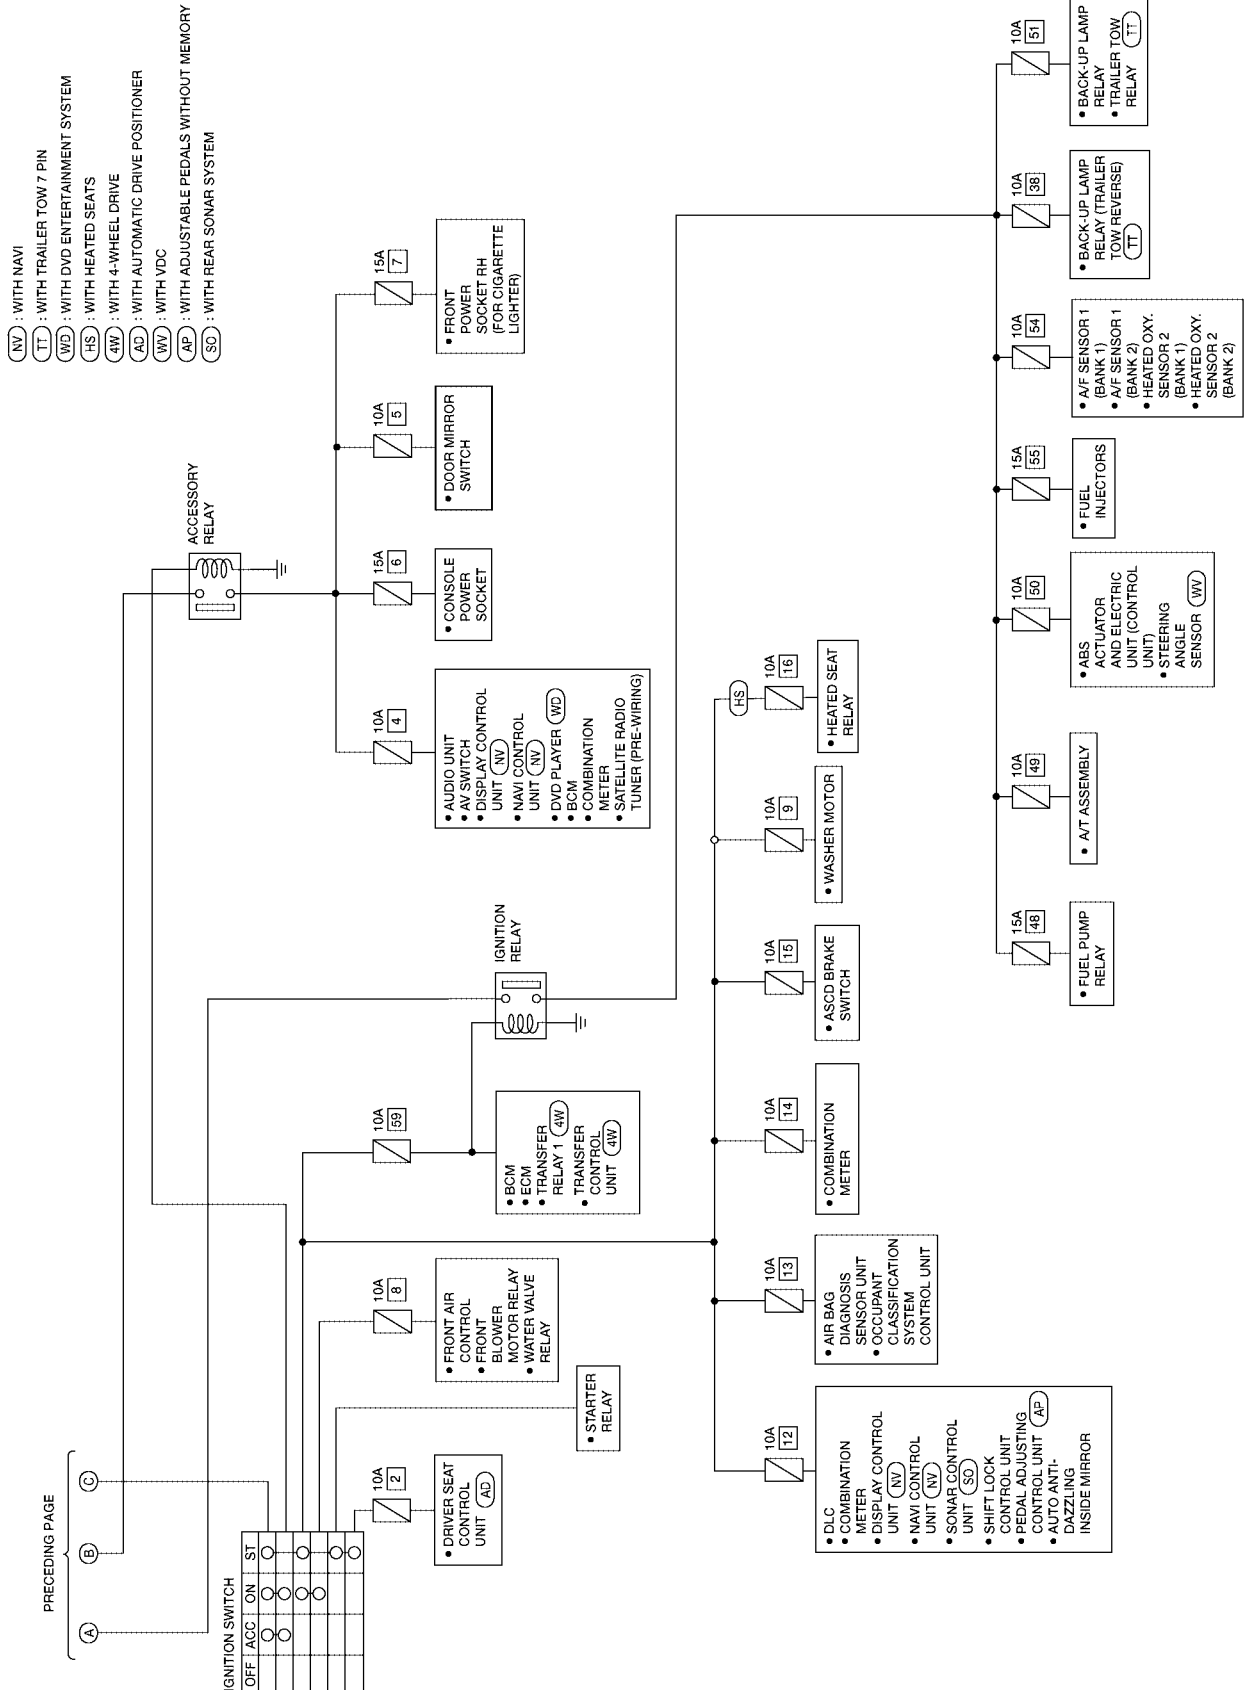 NV : WITH NAVI
TT : WITH TRAILER TOW 7 PIN
WD : WITH DVD ENTERTAINMENT SYSTEM
HS : WITH HEATED SEATS
4W : WITH 4-WHEEL DRIVE
AD : WITH AUTOMATIC DRIVE POSITIONER
WV : WITH VDC
AP : WITH ADJUSTABLE PEDALS WITHOUT MEMORY
SO : WITH REAR SONAR SYSTEM
PRECEDING PAGE
A
B
C
IGNITION SWITCH
OFF ACC ON ST
ACCESSORY
RELAY
10A
4
• AUDIO UNIT
• AV SWITCH
• DISPLAY CONTROL
UNIT NV
• NAVI CONTROL
UNIT NV
• DVD PLAYER WD
• BCM
• COMBINATION
METER
• SATELLITE RADIO
TUNER (PRE-WIRING)
15A
6
• CONSOLE
POWER
SOCKET
10A
5
• DOOR MIRROR
SWITCH
15A
7
• FRONT
POWER
SOCKET RH
(FOR CIGARETTE
LIGHTER)
10A
2
• DRIVER SEAT
CONTROL
UNIT AD
• STARTER
RELAY
10A
8
• FRONT AIR
CONTROL
• FRONT
BLOWER
MOTOR RELAY
• WATER VALVE
RELAY
10A
59
• BCM
• ECM
• TRANSFER
RELAY 1 4W
• TRANSFER
CONTROL
UNIT 4W
IGNITION
RELAY
10A
12
• DLC
• COMBINATION
METER
• DISPLAY CONTROL
UNIT NV
• NAVI CONTROL
UNIT NV
• SONAR CONTROL
UNIT SO
• SHIFT LOCK
CONTROL UNIT
• PEDAL ADJUSTING
CONTROL UNIT AP
• AUTO ANTI-
DAZZLING
INSIDE MIRROR
10A
13
• AIR BAG
DIAGNOSIS
SENSOR UNIT
• OCCUPANT
CLASSIFICATION
SYSTEM
CONTROL UNIT
10A
14
• COMBINATION
METER
10A
15
• ASCD BRAKE
SWITCH
10A
9
• WASHER MOTOR
HS
10A
16
• HEATED SEAT
RELAY
15A
48
• FUEL PUMP
RELAY
10A
49
• A/T ASSEMBLY
10A
50
• ABS
ACTUATOR
AND ELECTRIC
UNIT (CONTROL
UNIT)
• STEERING
ANGLE
SENSOR WV
15A
55
• FUEL
INJECTORS
10A
54
• A/F SENSOR 1
(BANK 1)
• A/F SENSOR 1
(BANK 2)
• HEATED OXY.
SENSOR 2
(BANK 1)
• HEATED OXY.
SENSOR 2
(BANK 2)
10A
38
• BACK-UP LAMP
RELAY (TRAILER
TOW REVERSE)
TT
10A
51
• BACK-UP LAMP
RELAY
• TRAILER TOW
RELAY TT